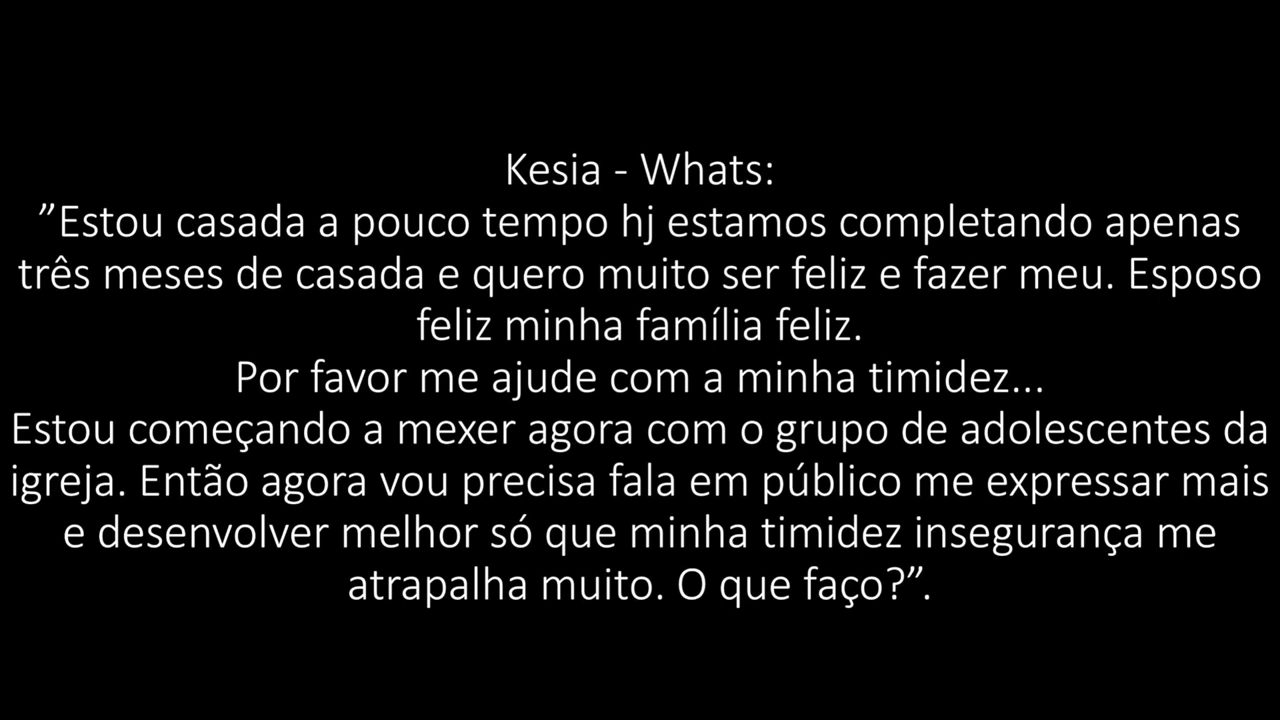 Kesia - Whats:
”Estou casada a pouco tempo hj estamos completando apenas
três meses de casada e quero muito ser feliz e fazer meu. Esposo
feliz minha família feliz.
Por favor me ajude com a minha timidez...
Estou começando a mexer agora com o grupo de adolescentes da
igreja. Então agora vou precisa fala em público me expressar mais
e desenvolver melhor só que minha timidez insegurança me
atrapalha muito. O que faço?”.